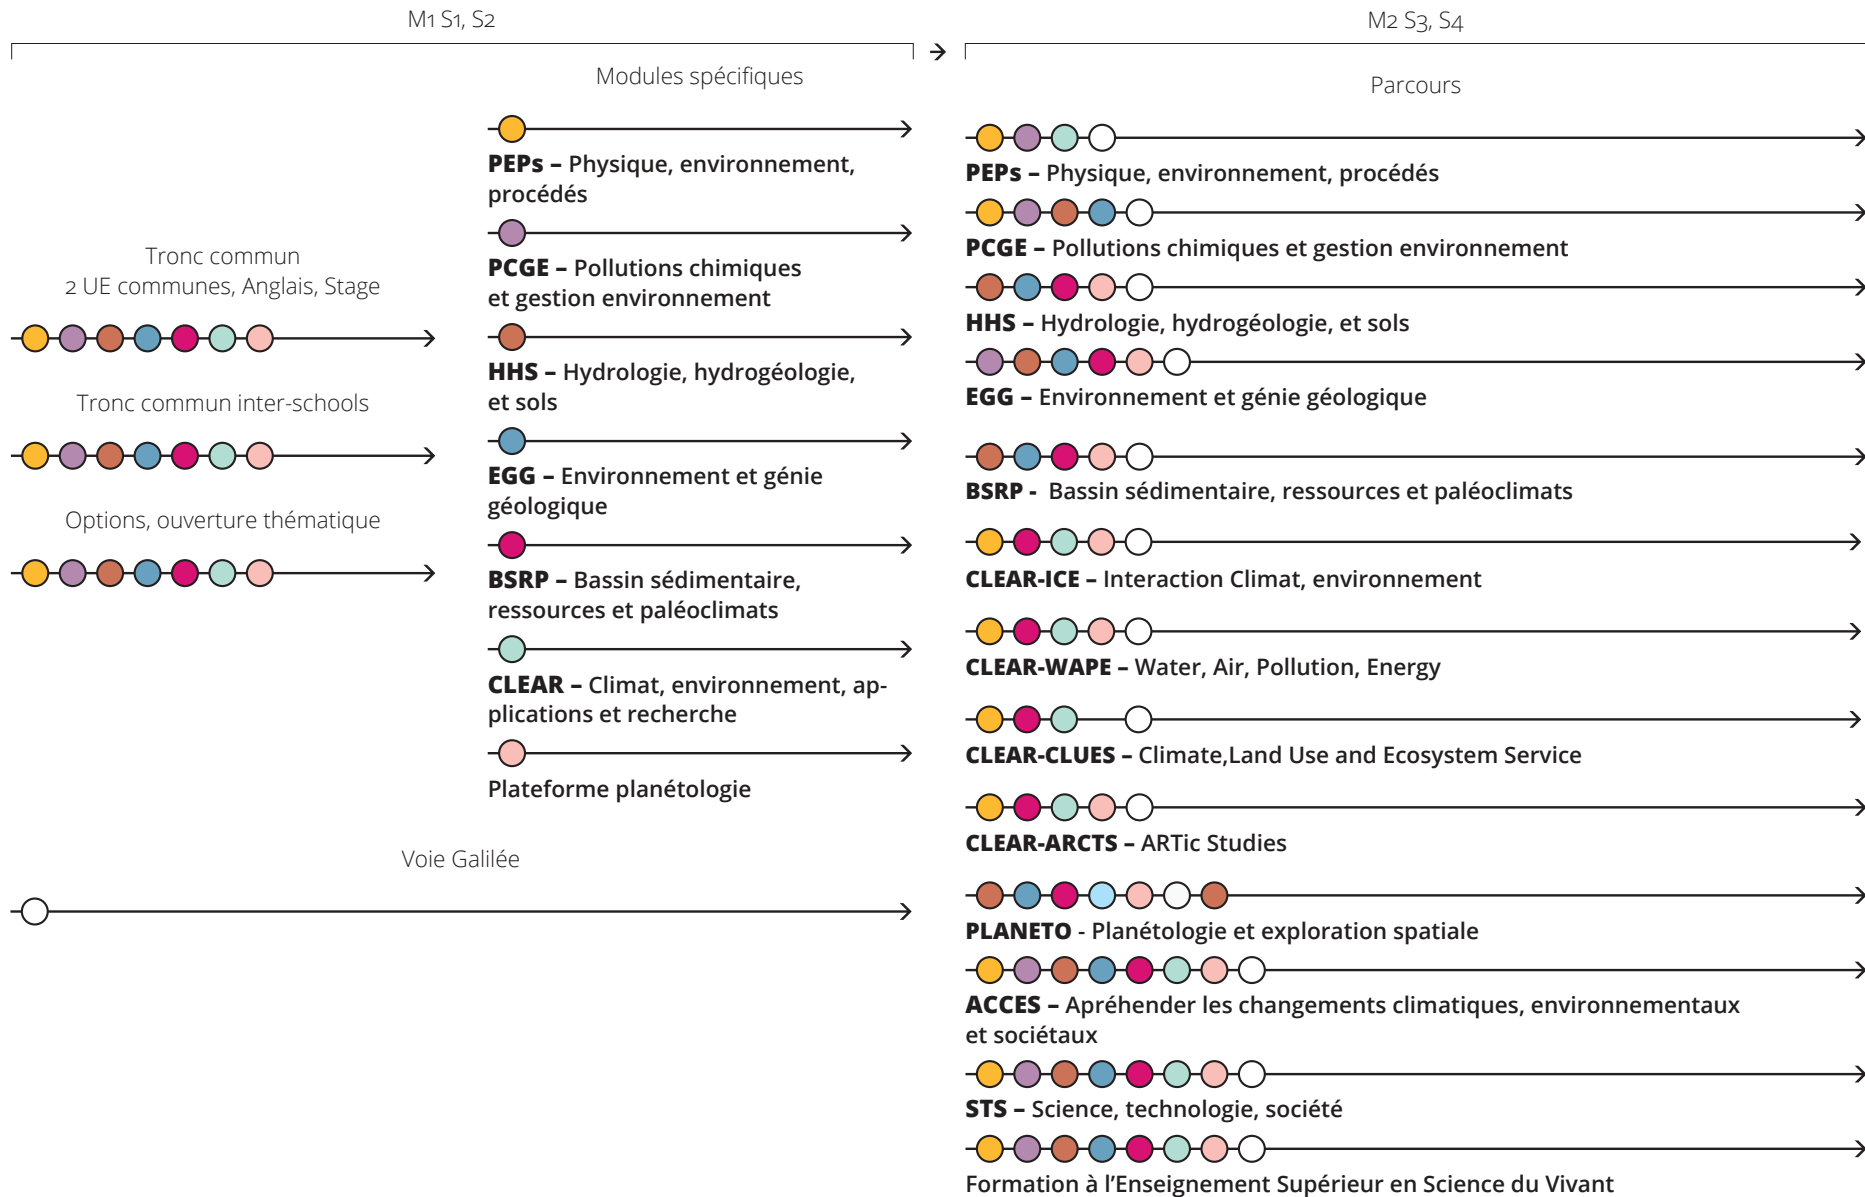 M1 S1, S2
M2 S3, S4
Modules spécifiques
Parcours
Tronc commun
2 UE communes, Anglais, Stage
Tronc commun inter-schools
Options, ouverture thématique
PEPs – Physique, environnement,
procédés
PCGE – Pollutions chimiques
et gestion environnement
HHS – Hydrologie, hydrogéologie,
et sols
EGG – Environnement et génie
géologique
BSRP – Bassin sédimentaire,
ressources et paléoclimats
CLEAR – Climat, environnement, ap-
plications et recherche
Plateforme planétologie
Voie Galilée
PEPs – Physique, environnement, procédés
PCGE – Pollutions chimiques et gestion environnement
HHS – Hydrologie, hydrogéologie, et sols
EGG – Environnement et génie géologique
BSRP - Bassin sédimentaire, ressources et paléoclimats
CLEAR-ICE – Interaction Climat, environnement
CLEAR-WAPE – Water, Air, Pollution, Energy
CLEAR-CLUES – Climate,Land Use and Ecosystem Service
CLEAR-ARCTS – ARTic Studies
PLANETO - Planétologie et exploration spatiale
ACCES – Apréhender les changements climatiques, environnementaux
et sociétaux
STS – Science, technologie, société
Formation à l'Enseignement Supérieur en Science du Vivant